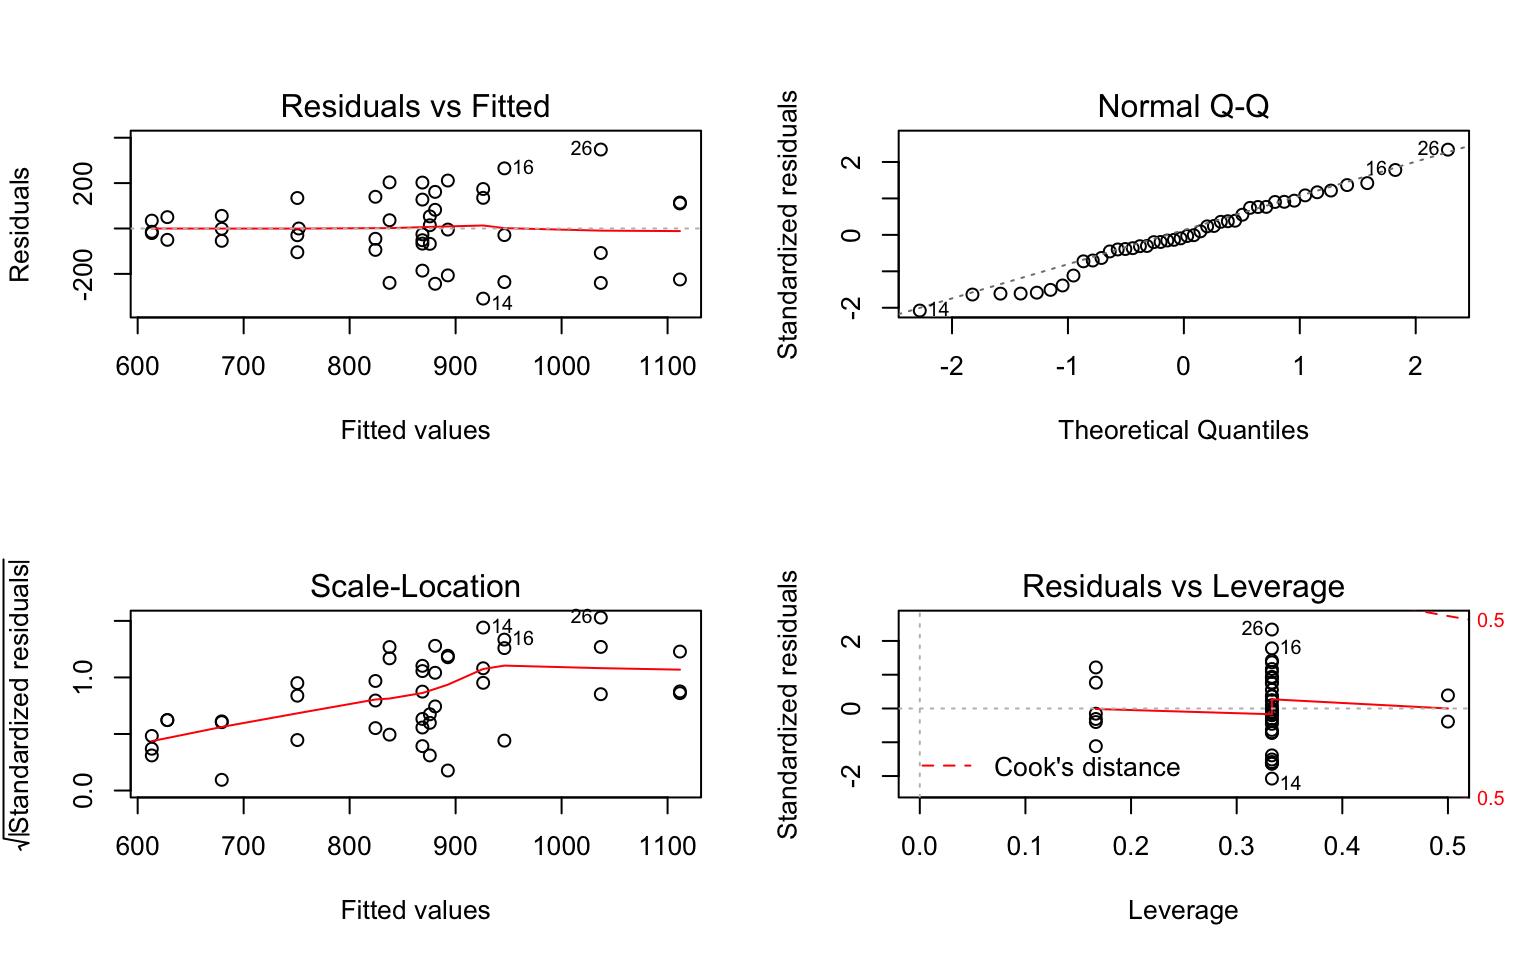 Residuals vs Fitted
Residuals
-200 200
26
16
14
600 700 800 900 1000 1100
Fitted values
Normal Q-Q
Standardized residuals
-2 0 2
26
16
14
-2 -1 0 1 2
Theoretical Quantiles
Scale-Location
√|Standardized residuals|
0.0 1.0
26
14
16
600 700 800 900 1000 1100
Fitted values
Residuals vs Leverage
Standardized residuals
-2 0 2
0.5
26
16
Cook's distance
14
0.5
0.0 0.1 0.2 0.3 0.4 0.5
Leverage